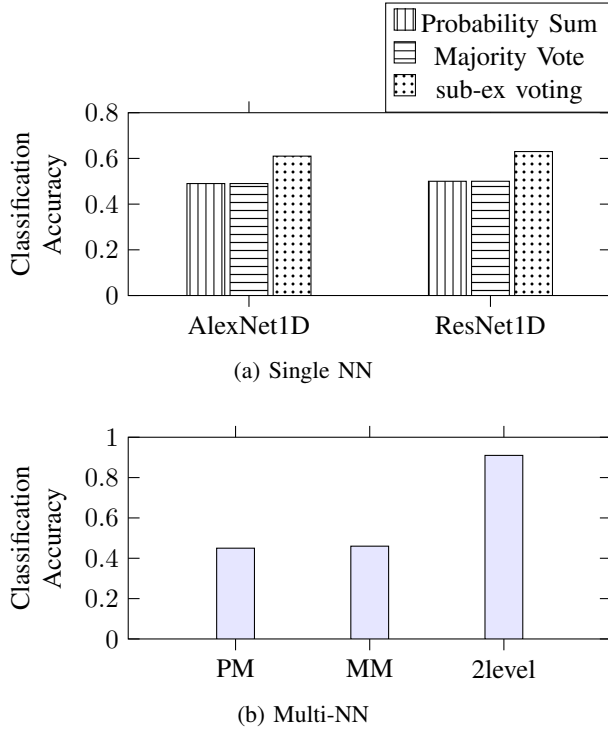 Probability Sum
Majority Vote
sub-ex voting
Classification
Accuracy
0.8
0.6
0.4
0.2
0
AlexNet1D
ResNet1D
(a) Single NN
Classification
Accuracy
1
0.8
0.6
0.4
0.2
0
PM
MM
2level
(b) Multi-NN